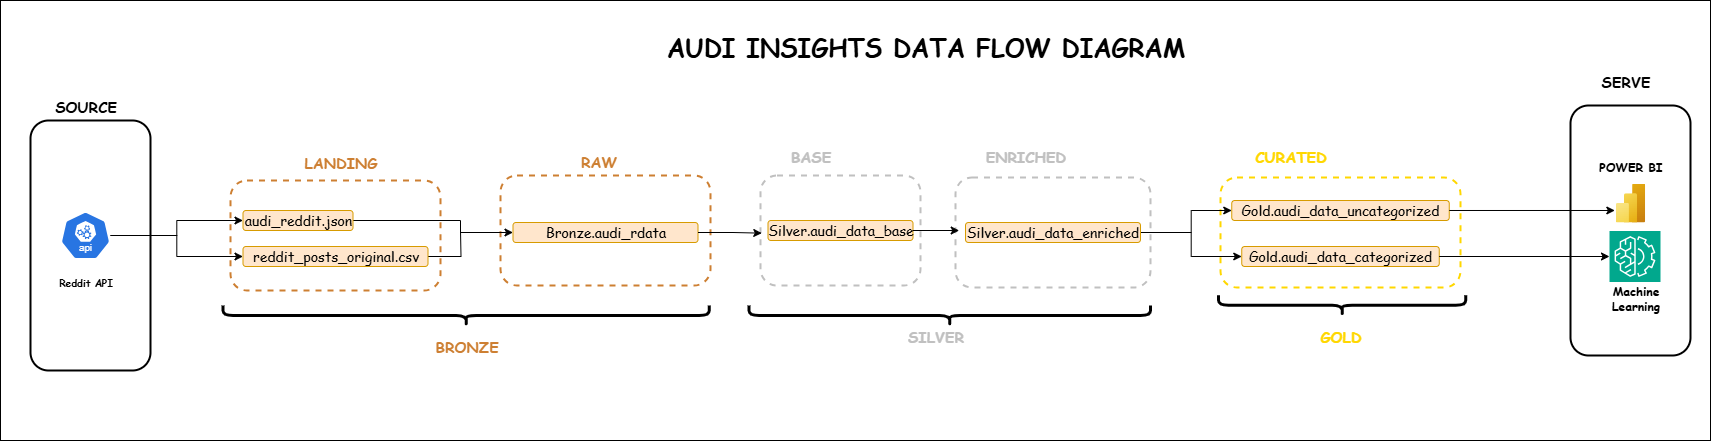 AUDI INSIGHTS DATA FLOW DIAGRAM
SOURCE
api
Reddit API
LANDING
audi_reddit.json
reddit_posts_original.csv
RAW
Bronze.audi_rdata
BRONZE
BASE
Silver.audi_data_base
ENRICHED
Silver.audi_data_enriched
SILVER
CURATED
Gold.audi_data_uncategorized
Gold.audi_data_categorized
GOLD
SERVE
POWER BI
Machine
Learning